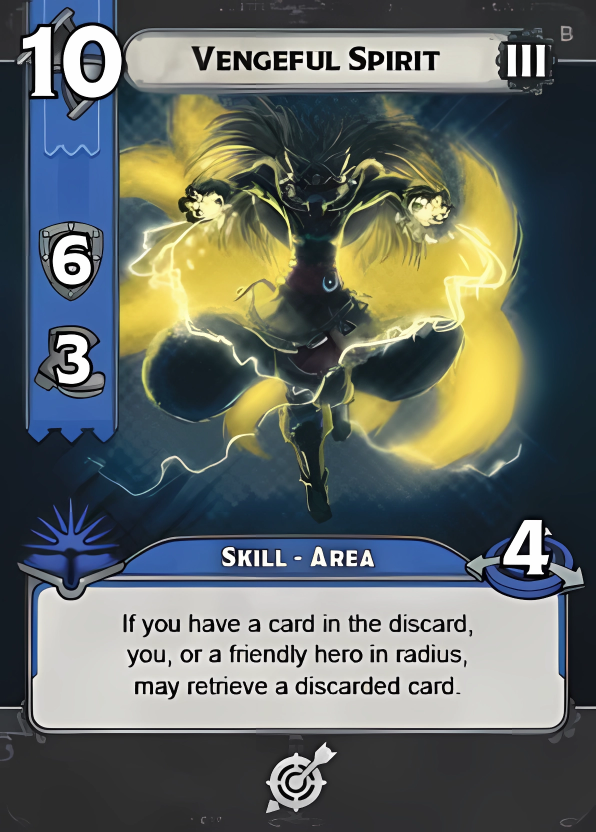 10
VENGEFUL SPIRIT
III
B
6
3
SKILL - AREA
4
If you have a card in the discard,
you, or a friendly hero in radius,
may retrieve a discarded card.